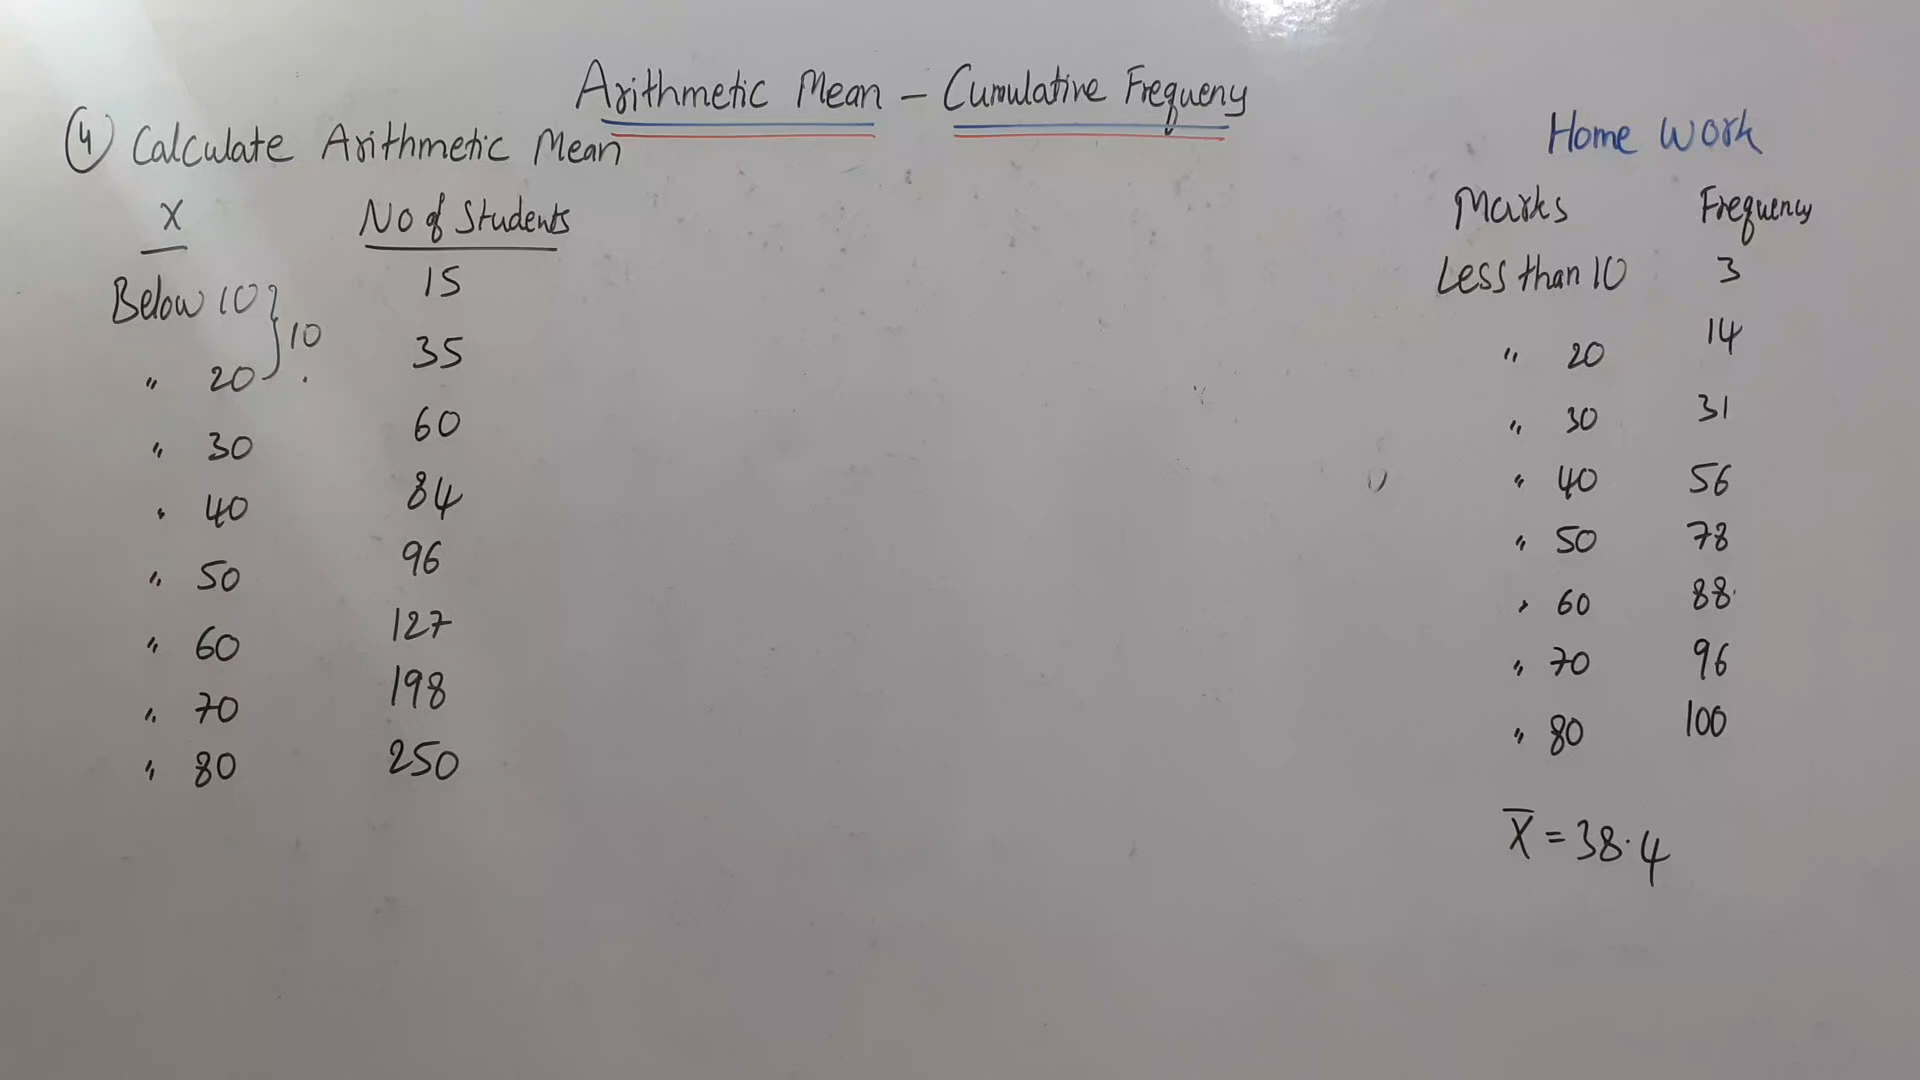 Arithmetic Mean - Cumulative Frequeny
4 Calculate Arithmetic Mean
X No of Students
Below 10 15
} 10
" 20 35
" 30 60
" 40 84
" 50 96
" 60 127
" 70 198
" 80 250
Home Work
Marks Frequency
Less than 10 3
" 20 14
" 30 31
" 40 56
" 50 78
" 60 88
" 70 96
" 80 100
X̅ = 38.4